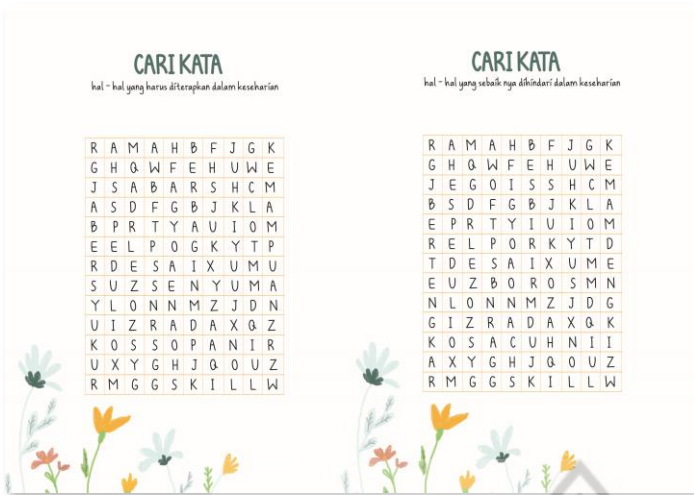 CARI KATA
hal - hal yang harus diterapkan dalam keseharian
R A M A H B F J G K
G H Q W F E H U W E
J S A B A R S H C M
A S D F G B J K L A
B P R T Y A U I O M
E E L P O G K Y T P
R D E S A I X U M U
S U Z S E N Y U M A
Y L O N N M Z J D N
U I Z R A D A X Q Z
K O S S O P A N I R
U X Y G H J Q O U Z
R M G G S K I L L W
CARI KATA
hal - hal yang sebaik nya dihindari dalam keseharian
R A M A H B F J G K
G H Q W F E H U W E
J E G O I S S H C M
B S D F G B J K L A
E P R T Y I U I O M
R E L P O R K Y T D
T D E S A I X U M E
E U Z B O R O S M N
N L O N N M Z J D G
G I Z R A D A X Q K
K O S A C U H N I I
A X Y G H J Q O U Z
R M G G S K I L L W